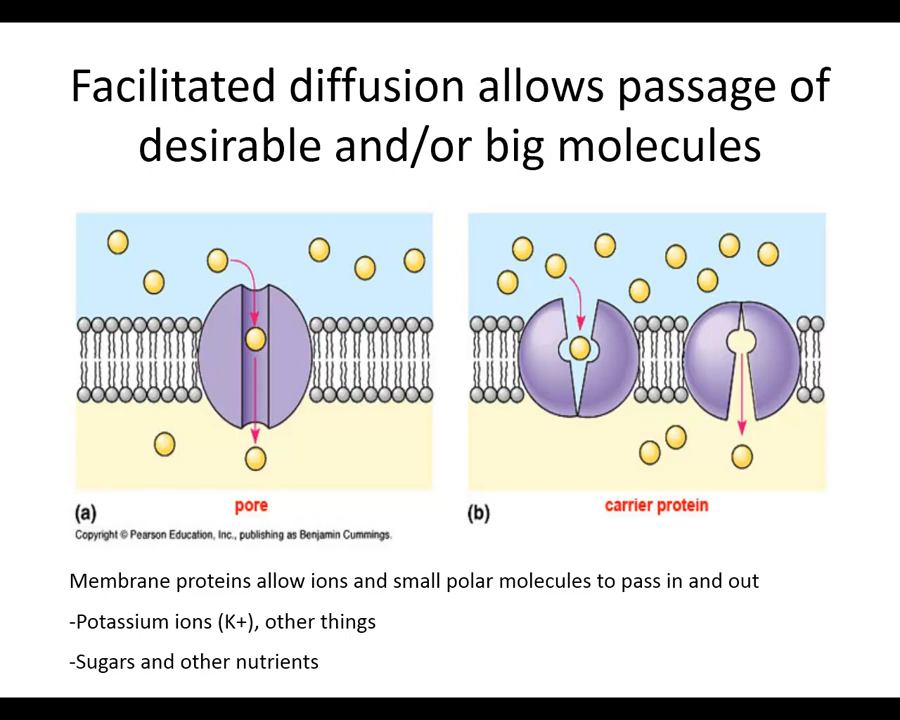 Facilitated diffusion allows passage of
desirable and/or big molecules
(a)
pore
Copyright © Pearson Education, Inc., publishing as Benjamin Cummings.
(b)
carrier protein
Membrane proteins allow ions and small polar molecules to pass in and out
-Potassium ions (K+), other things
-Sugars and other nutrients